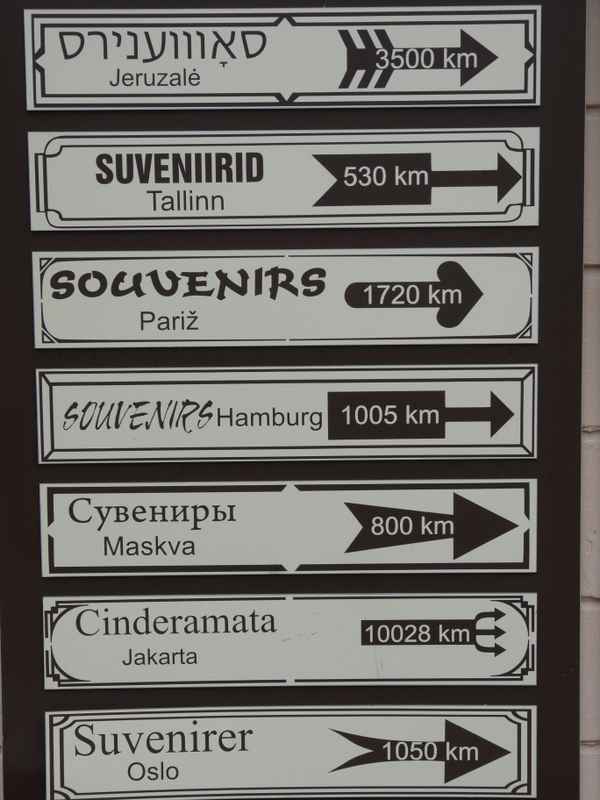 סאָווועνירס 3500 km
Jeruzalė
SUVENIIRID 530 km
Tallinn
SOUVENIRS 1720 km
Pariž
SOUVENIRS Hamburg 1005 km
Сувениры 800 km
Maskva
Cinderamata 10028 km
Jakarta
Suvenirer 1050 km
Oslo